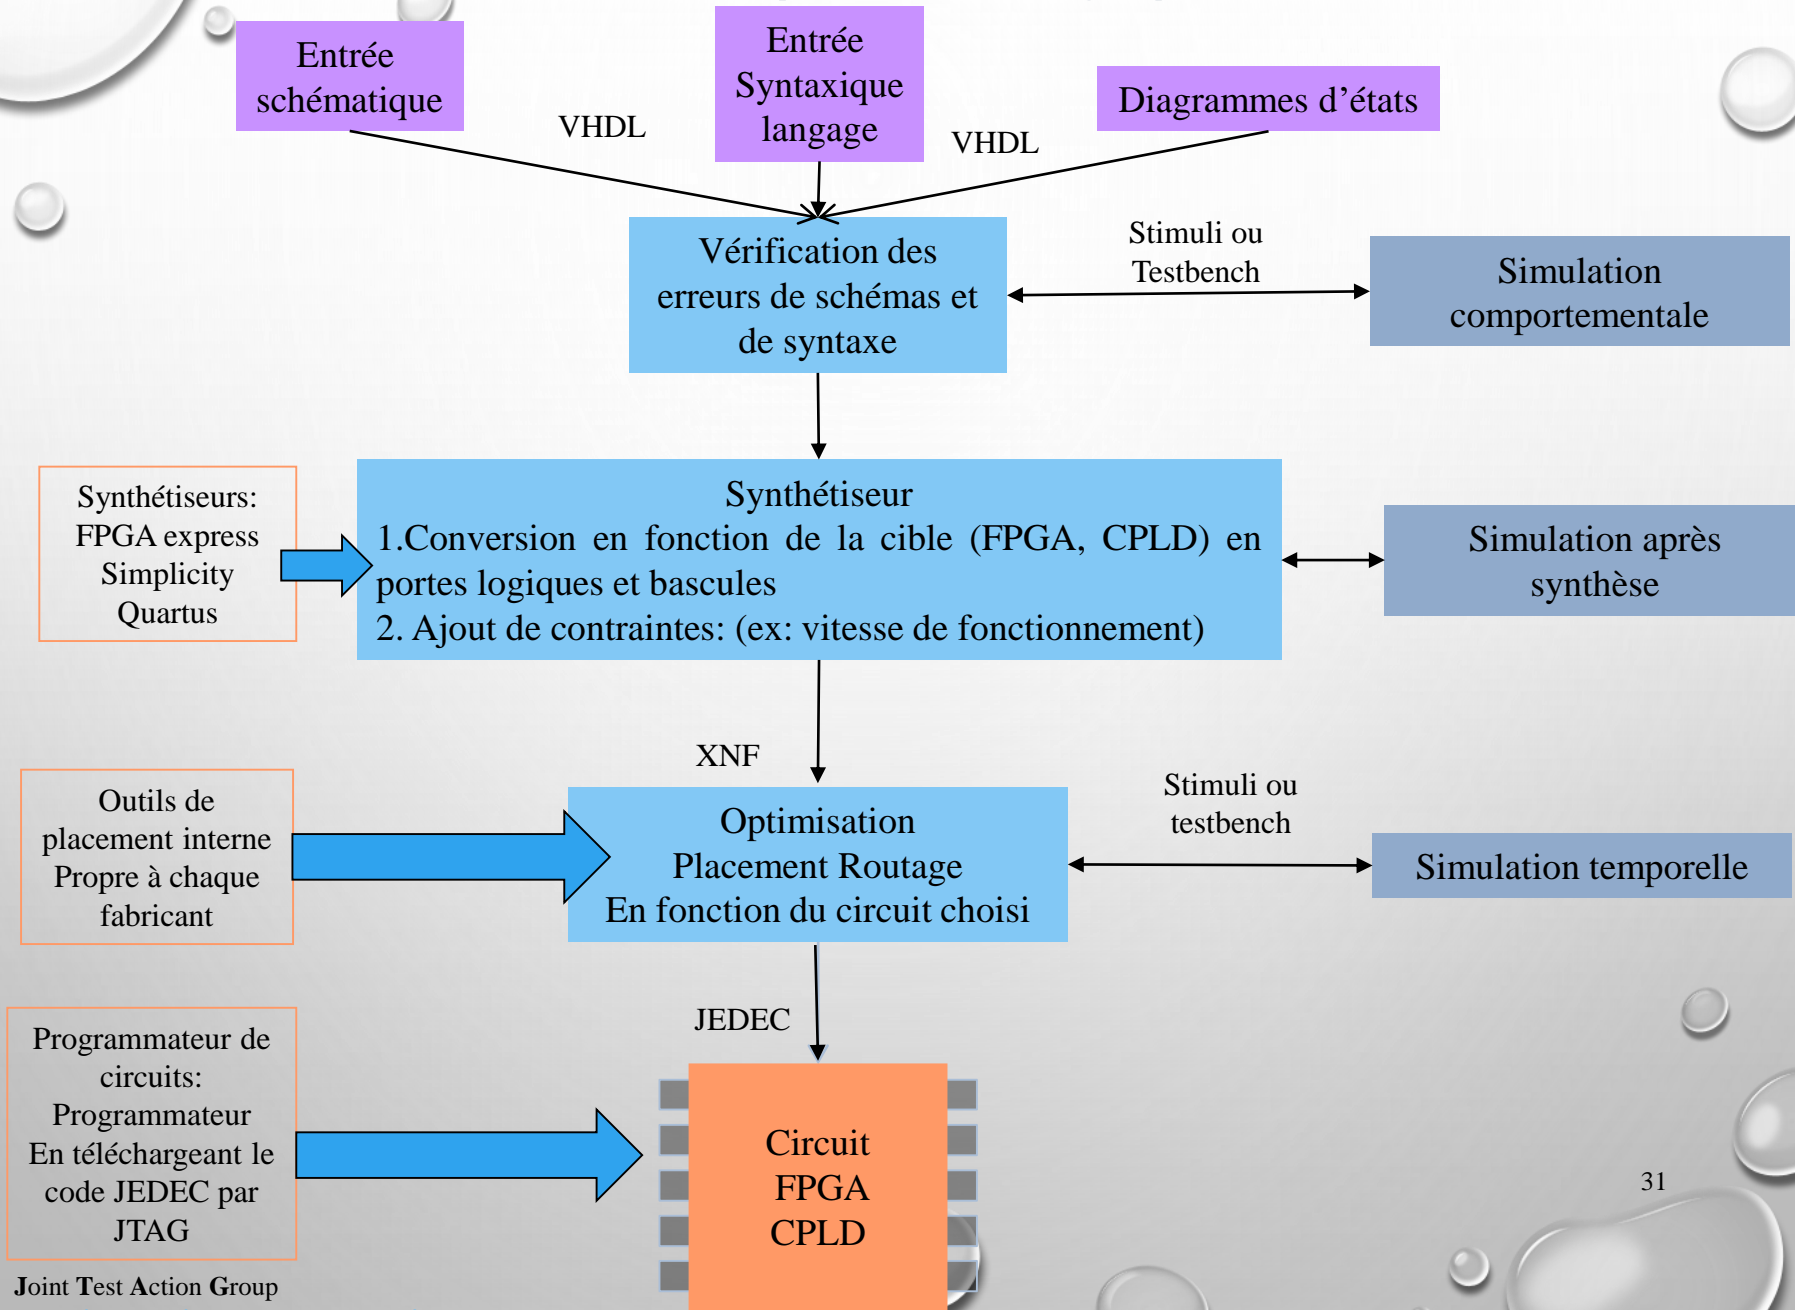 Entrée
schématique
Entrée
Syntaxique
langage
Diagrammes d'états
VHDL
VHDL
Vérification des
erreurs de schémas et
de syntaxe
Stimuli ou
Testbench
Simulation
comportementale
Synthétiseurs:
FPGA express
Simplicity
Quartus
Synthétiseur
1.Conversion en fonction de la cible (FPGA, CPLD) en
portes logiques et bascules
2. Ajout de contraintes: (ex: vitesse de fonctionnement)
Simulation après
synthèse
XNF
Outils de
placement interne
Propre à chaque
fabricant
Optimisation
Placement Routage
En fonction du circuit choisi
Stimuli ou
testbench
Simulation temporelle
JEDEC
Programmateur de
circuits:
Programmateur
En téléchargeant le
code JEDEC par
JTAG
Circuit
FPGA
CPLD
31
Joint Test Action Group